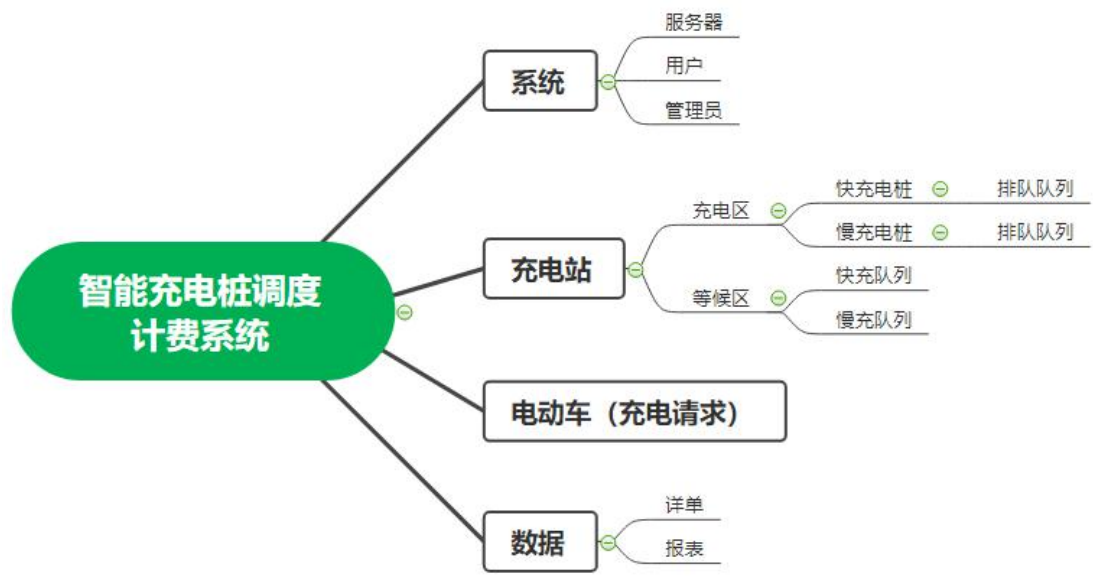 智能充电桩调度
计费系统
系统
服务器
用户
管理员
充电站
充电区
快充电桩
排队队列
慢充电桩
排队队列
等候区
快充队列
慢充队列
电动车（充电请求）
数据
详单
报表